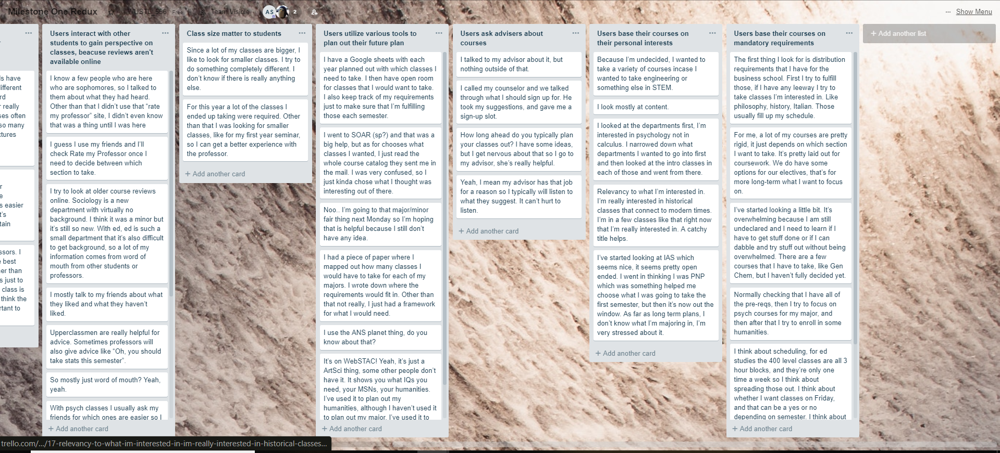 Milestone One Redux
WUSTL_556
Free
Team Visible
AS
2
... Show Menu
ls have
ifferent
rd
r really
ses often
so many
ctures
r
e
s easier
t's
tain
ssors. I
e best
er than
s just to
class is
think the
rtant to
Users interact with other
students to gain perspective on
classes, beacuse reviews aren't
available online
I know a few people who are here
who are sophomores, so I talked to
them about what they had heard.
Other than that I didn't use that “rate
my professor” site, I didn't even know
that was a thing until I was here
I guess I use my friends and I'll
check Rate my Professor once I
need to decide between which
section to take.
I try to look at older course reviews
online. Sociology is a new
department with virtually no
background. I think it was a minor but
it's still so new. With ed, ed is such a
small department that it's also difficult
to get background, so a lot of my
information comes from word of
mouth from other students or
professors.
I mostly talk to my friends about what
they liked and what they haven't
liked.
Upperclassmen are really helpful for
advice. Sometimes professors will
also give advice like “Oh, you should
take stats this semester”.
So mostly just word of mouth? Yeah,
yeah.
With psych classes I usually ask my
friends for which ones are easier so I
+ Add another card
Class size matter to students
Since a lot of my classes are bigger, I
like to look for smaller classes. I try to
do something completely different. I
don't know if there is really anything
else.
For this year a lot of the classes I
ended up taking were required. Other
than that I was looking for smaller
classes, like for my first year seminar,
so I can get a better experience with
the professor.
+ Add another card
Users utilize various tools to
plan out their future plan
I have a Google sheets with each
year planned out with which classes I
need to take. I then have open room
for classes that I would want to take.
I also keep track of my requirements
just to make sure that I'm fulfilling
those each semester.
I went to SOAR (sp?) and that was a
big help, but as for chooses what
classes I wanted, I just read the
whole course catalog they sent me in
the mail. I was very confused, so I
just kinda chose what I thought was
interesting out of there.
Noo.. I'm going to that major/minor
fair thing next Monday so I'm hoping
that is helpful because I still don't
have any idea.
I had a piece of paper where I
mapped out how many classes I
would have to take for each of my
majors. I wrote down where the
requirements would fit in. Other than
that not really, I just had a framework
for what I would need.
I use the ANS planet thing, do you
know about that?
It's on WebSTAC! Yeah, it's just a
ArtSci thing, some other people don't
have it. It shows you what IQs you
need, your MSNs, your humanities.
I've used it to plan out my
humanities, although I haven't used it
to plan out my major. I've used it to
+ Add another card
Users ask advisers about
courses
I talked to my advisor about it, but
nothing outside of that.
I called my counselor and we talked
through what I should sign up for. He
took my suggestions, and gave me a
sign-up slot.
How long ahead do you typically plan
your classes out? I have some ideas,
but I get nervous about that so I go to
my advisor, she's really helpful.
Yeah, I mean my advisor has that job
for a reason so I typically will listen to
what they suggest. It can't hurt to
listen.
+ Add another card
Users base their courses on
their personal interests
Because I'm undecided, I wanted to
take a variety of courses incase I
wanted to take engineering or
something else in STEM.
I look mostly at content.
I looked at the departments first, I'm
interested in psychology not in
calculus. I narrowed down what
departments I wanted to go into first
and then looked at the intro classes in
each of those and went from there.
Relevancy to what I'm interested in.
I'm really interested in historical
classes that connect to modern times.
I'm in a few classes like that right now
that I'm really interested in. A catchy
title helps.
I've started looking at IAS which
seems nice, it seems pretty open
ended. I went in thinking I was PNP
which was something helped me
choose what I was going to take the
first semester, but then it's now out the
window. As far as long term plans, I
don't know what I'm majoring in, I'm
very stressed about it.
+ Add another card
Users base their courses on
mandatory requirements
The first thing I look for is distribution
requirements that I have for the
business school. First I try to fulfill
those, if I have any leeway I try to
take classes I'm interested in. Like
philosophy, history, Italian. Those
usually fill up my schedule.
For me, a lot of my courses are pretty
rigid, it just depends on which section
I want to take. It's pretty laid out for
coursework. We do have some
options for our electives, that's for
more long-term what I want to focus
on.
I've started looking a little bit. It's
overwhelming because I am still
undeclared and I need to learn if I
have to get stuff done or if I can
dabble and try stuff out without being
overwhelmed. There are a few
courses that I have to take, like Gen
Chem, but I haven't fully decided yet.
Normally checking that I have all of
the pre-reqs, then I try to focus on
psych courses for my major, and
then after that I try to enroll in some
humanities.
I think about scheduling, for ed
studies the 400 level classes are all 3
hour blocks, and they're only one
time a week so I think about
spreading those out. I think about
whether I want classes on Friday,
and that can be a yes or no
depending on semester. I think about
+ Add another card
+ Add another list
trello.com/.../17-relevancy-to-what-im-interested-in-im-really-interested-in-historical-classes...